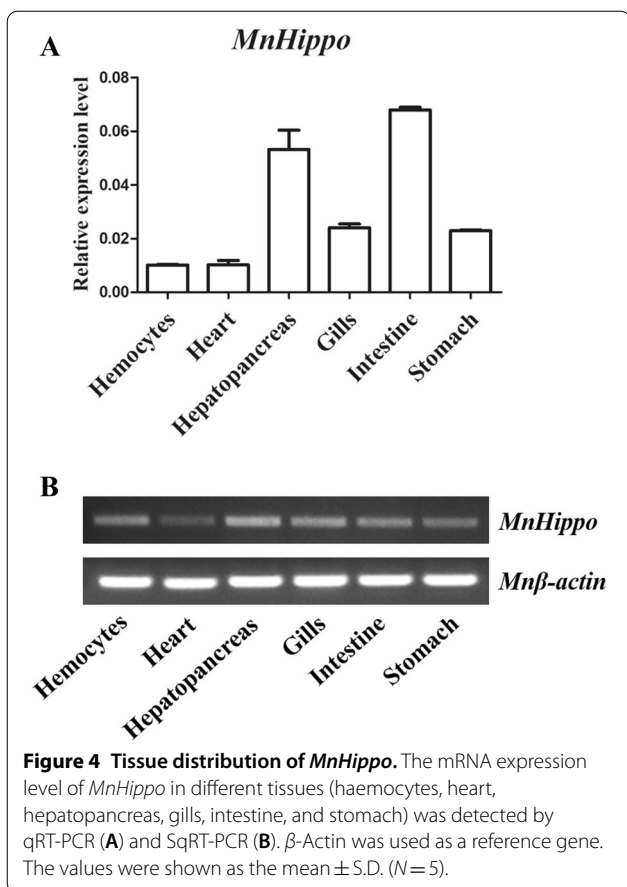 A
MnHippo
Relative expression level
0.08
0.06
0.04
0.02
0.00
Hemocytes
Heart
Hepatopancreas
Gills
Intestine
Stomach
B
MnHippo
Mnβ-actin
Hemocytes
Heart
Hepatopancreas
Gills
Intestine
Stomach
Figure 4 Tissue distribution of MnHippo. The mRNA expression
level of MnHippo in different tissues (haemocytes, heart,
hepatopancreas, gills, intestine, and stomach) was detected by
qRT-PCR (A) and SqRT-PCR (B). β-Actin was used as a reference gene.
The values were shown as the mean ± S.D. (N = 5).